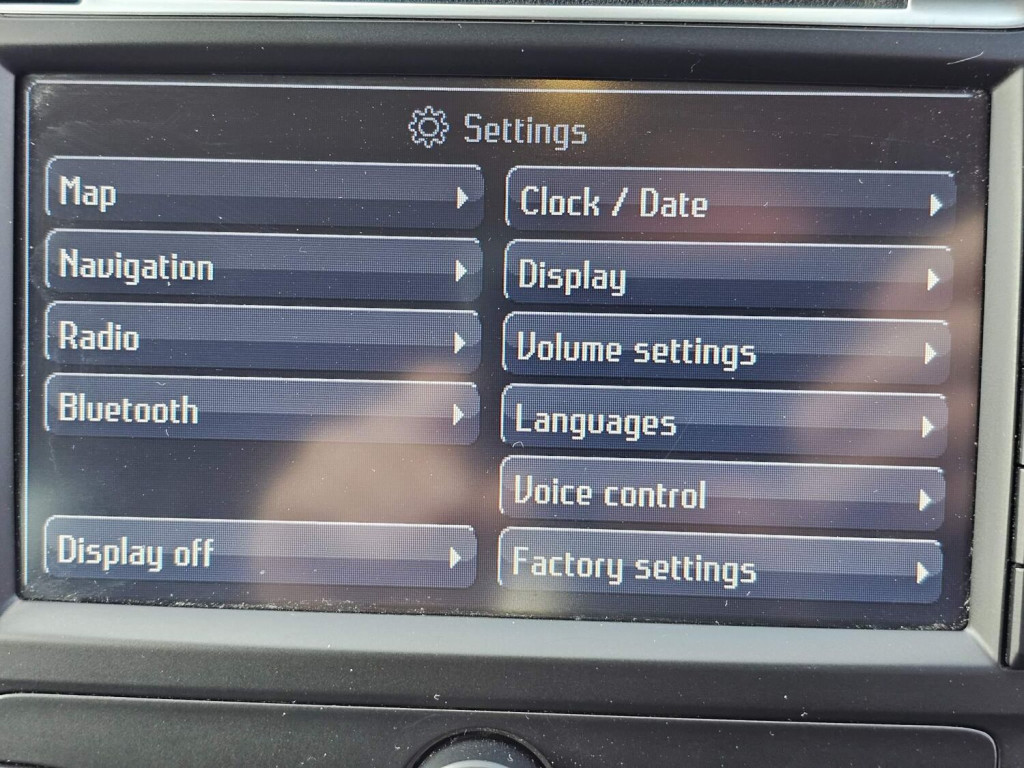 Settings
Map
Navigation
Radio
Bluetooth
Display off
Clock / Date
Display
Volume settings
Languages
Voice control
Factory settings